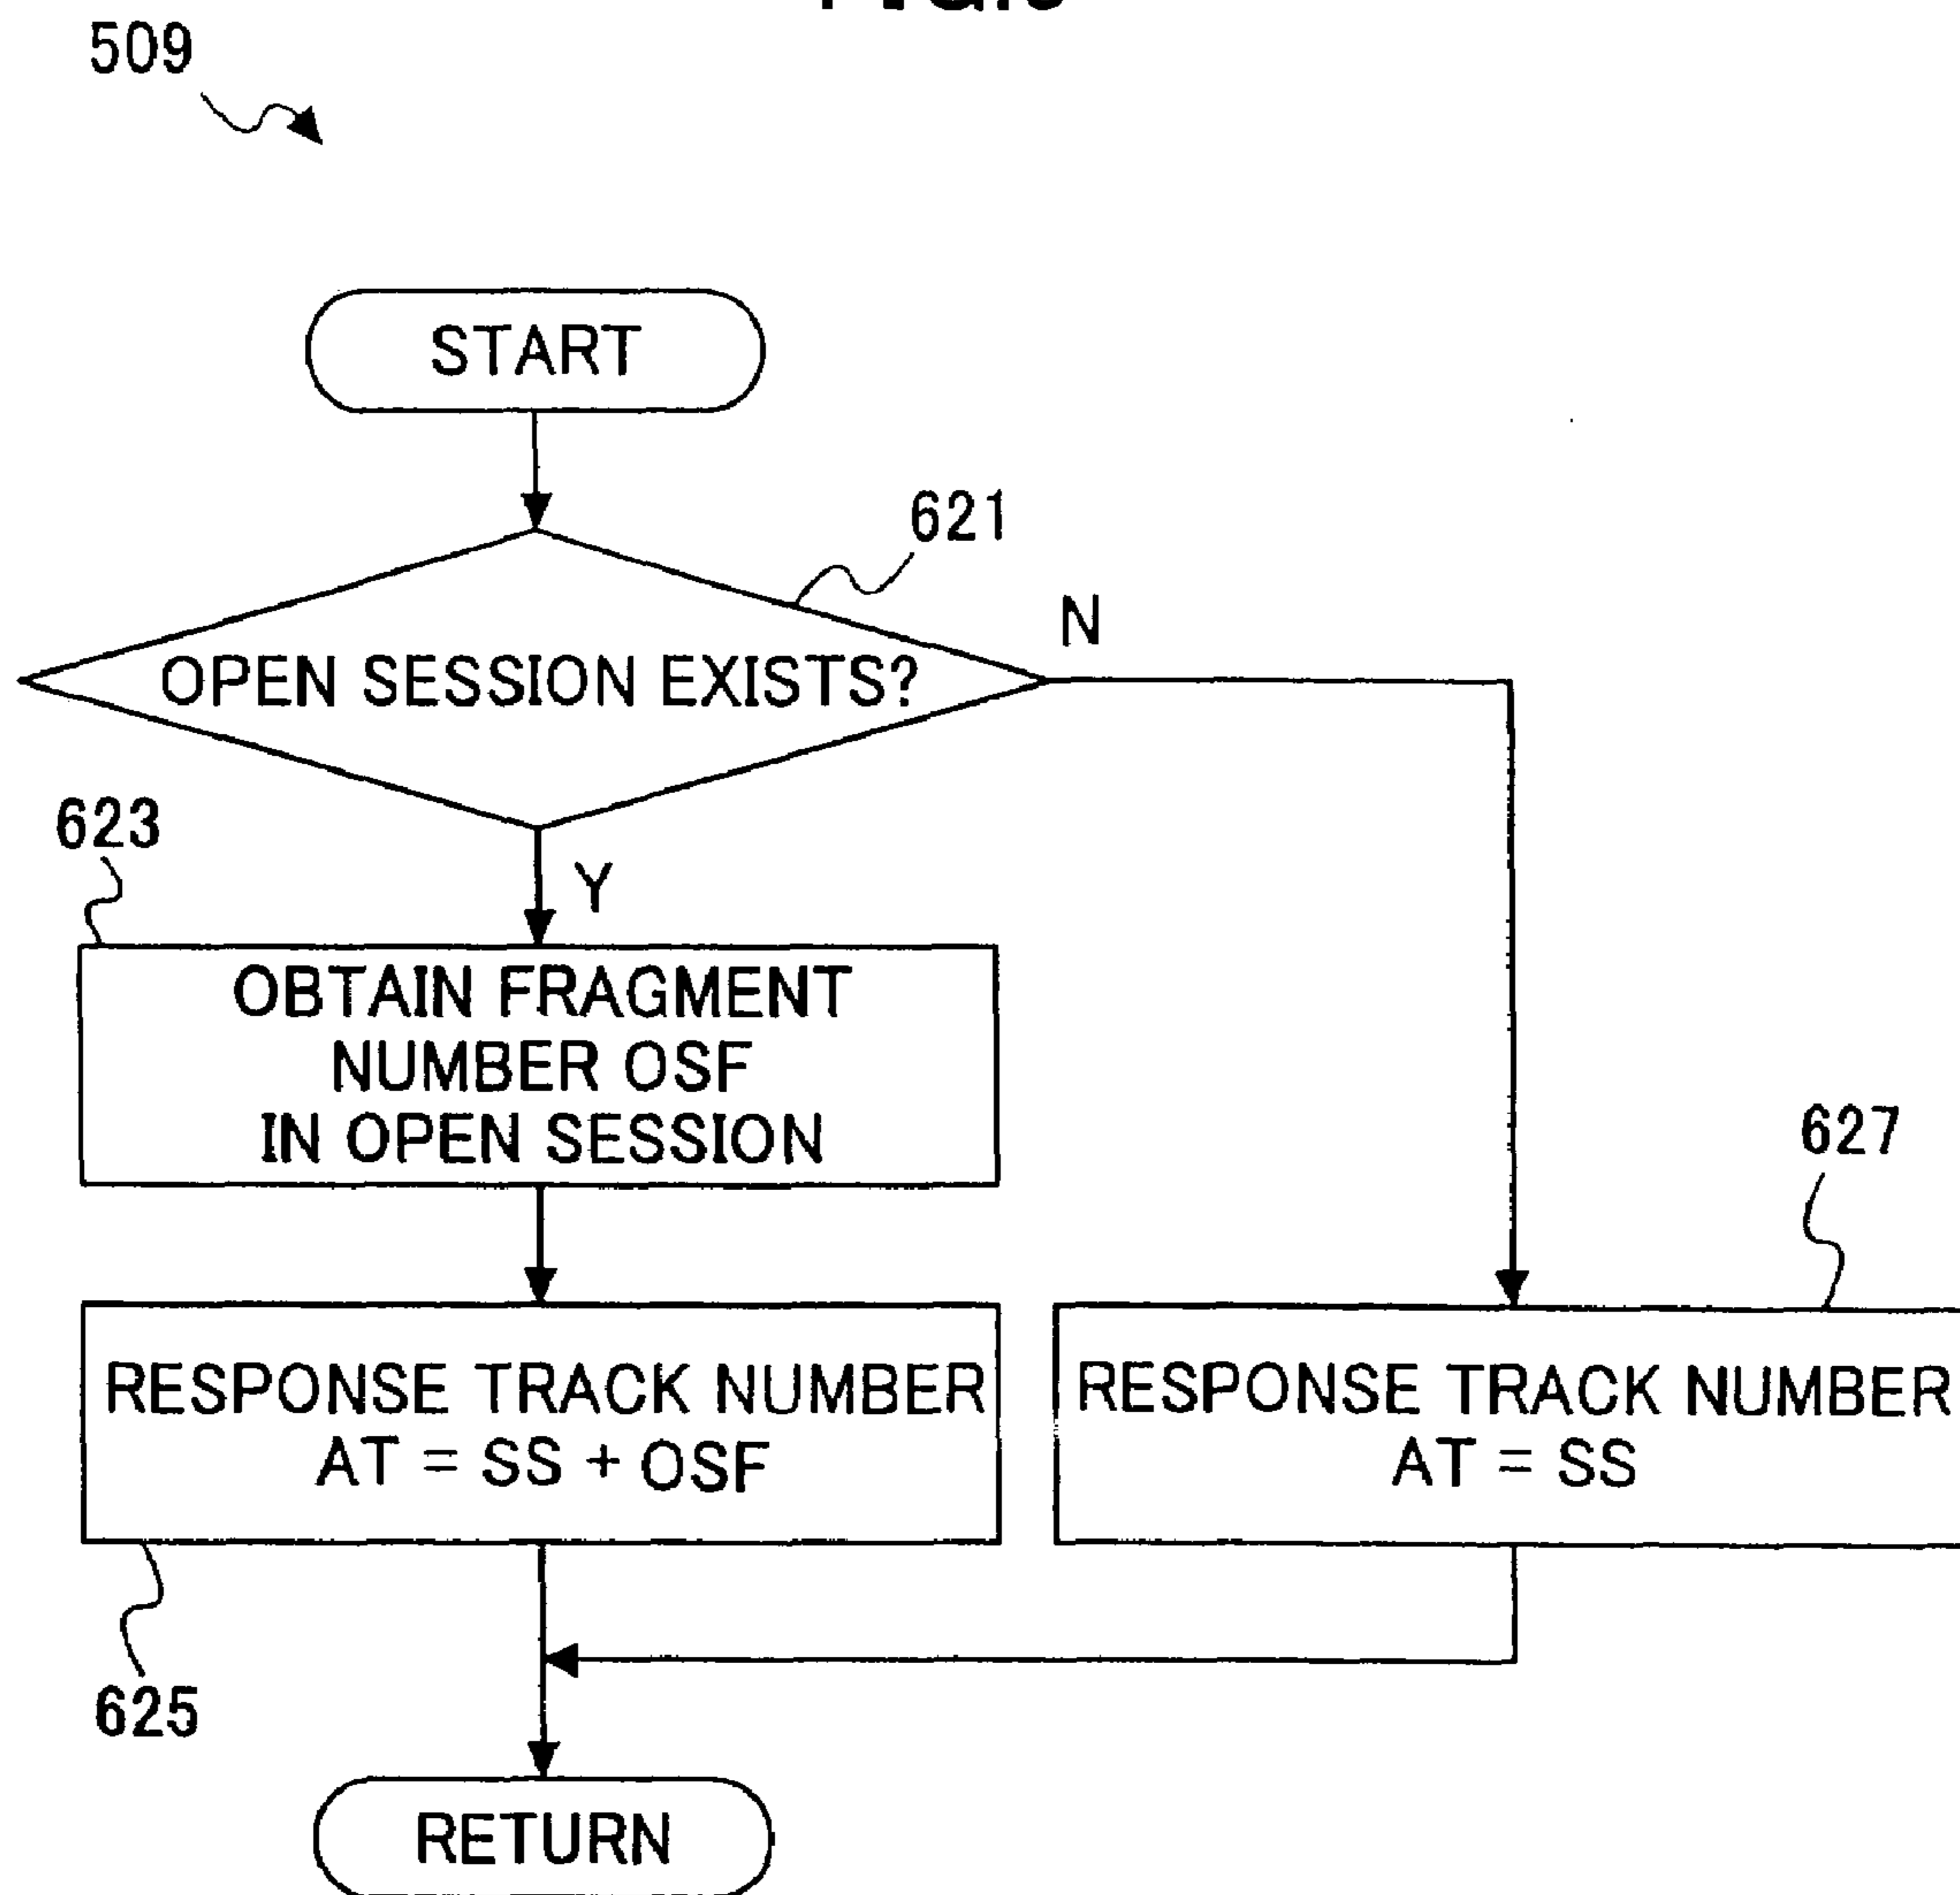 509
START
621
OPEN SESSION EXISTS?
N
623
Y
OBTAIN FRAGMENT
NUMBER OSF
IN OPEN SESSION
627
RESPONSE TRACK NUMBER
AT = SS + OSF
RESPONSE TRACK NUMBER
AT = SS
625
RETURN